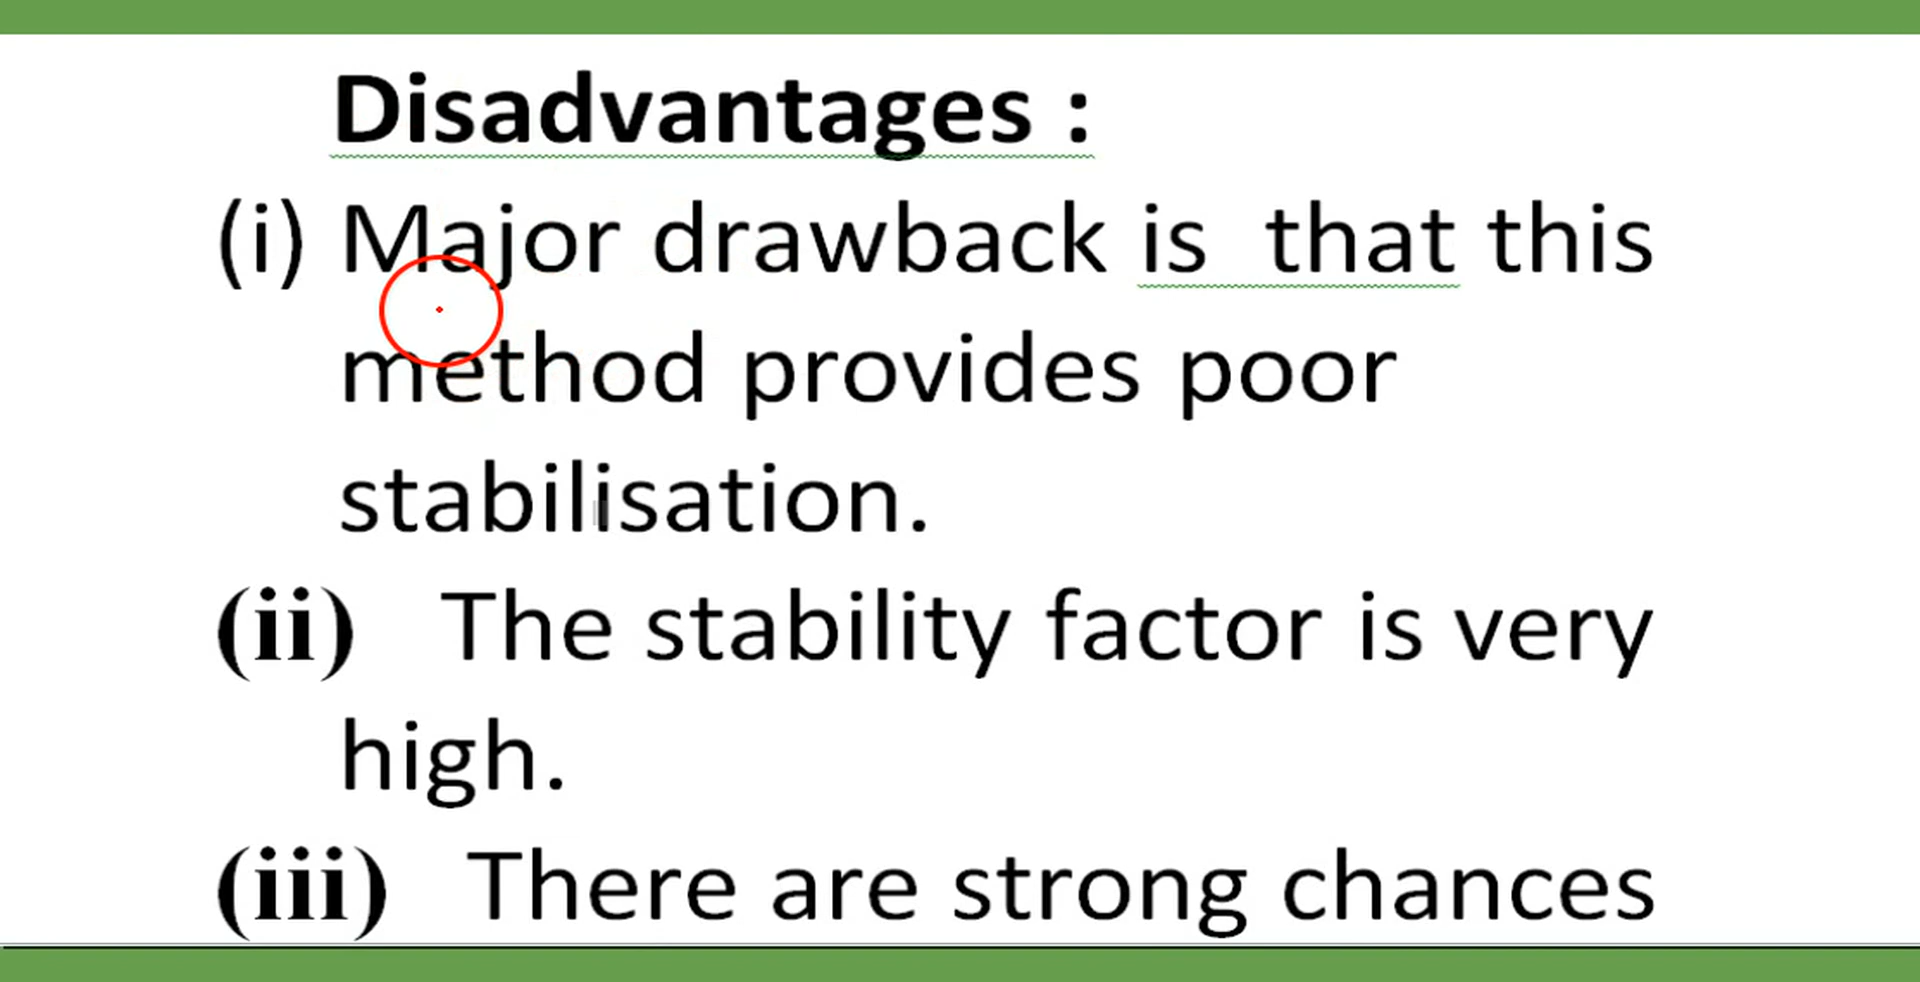 Disadvantages :
(i) Major drawback is  that this
method provides poor
stabilisation.
(ii) The stability factor is very
high.
(iii) There are strong chances